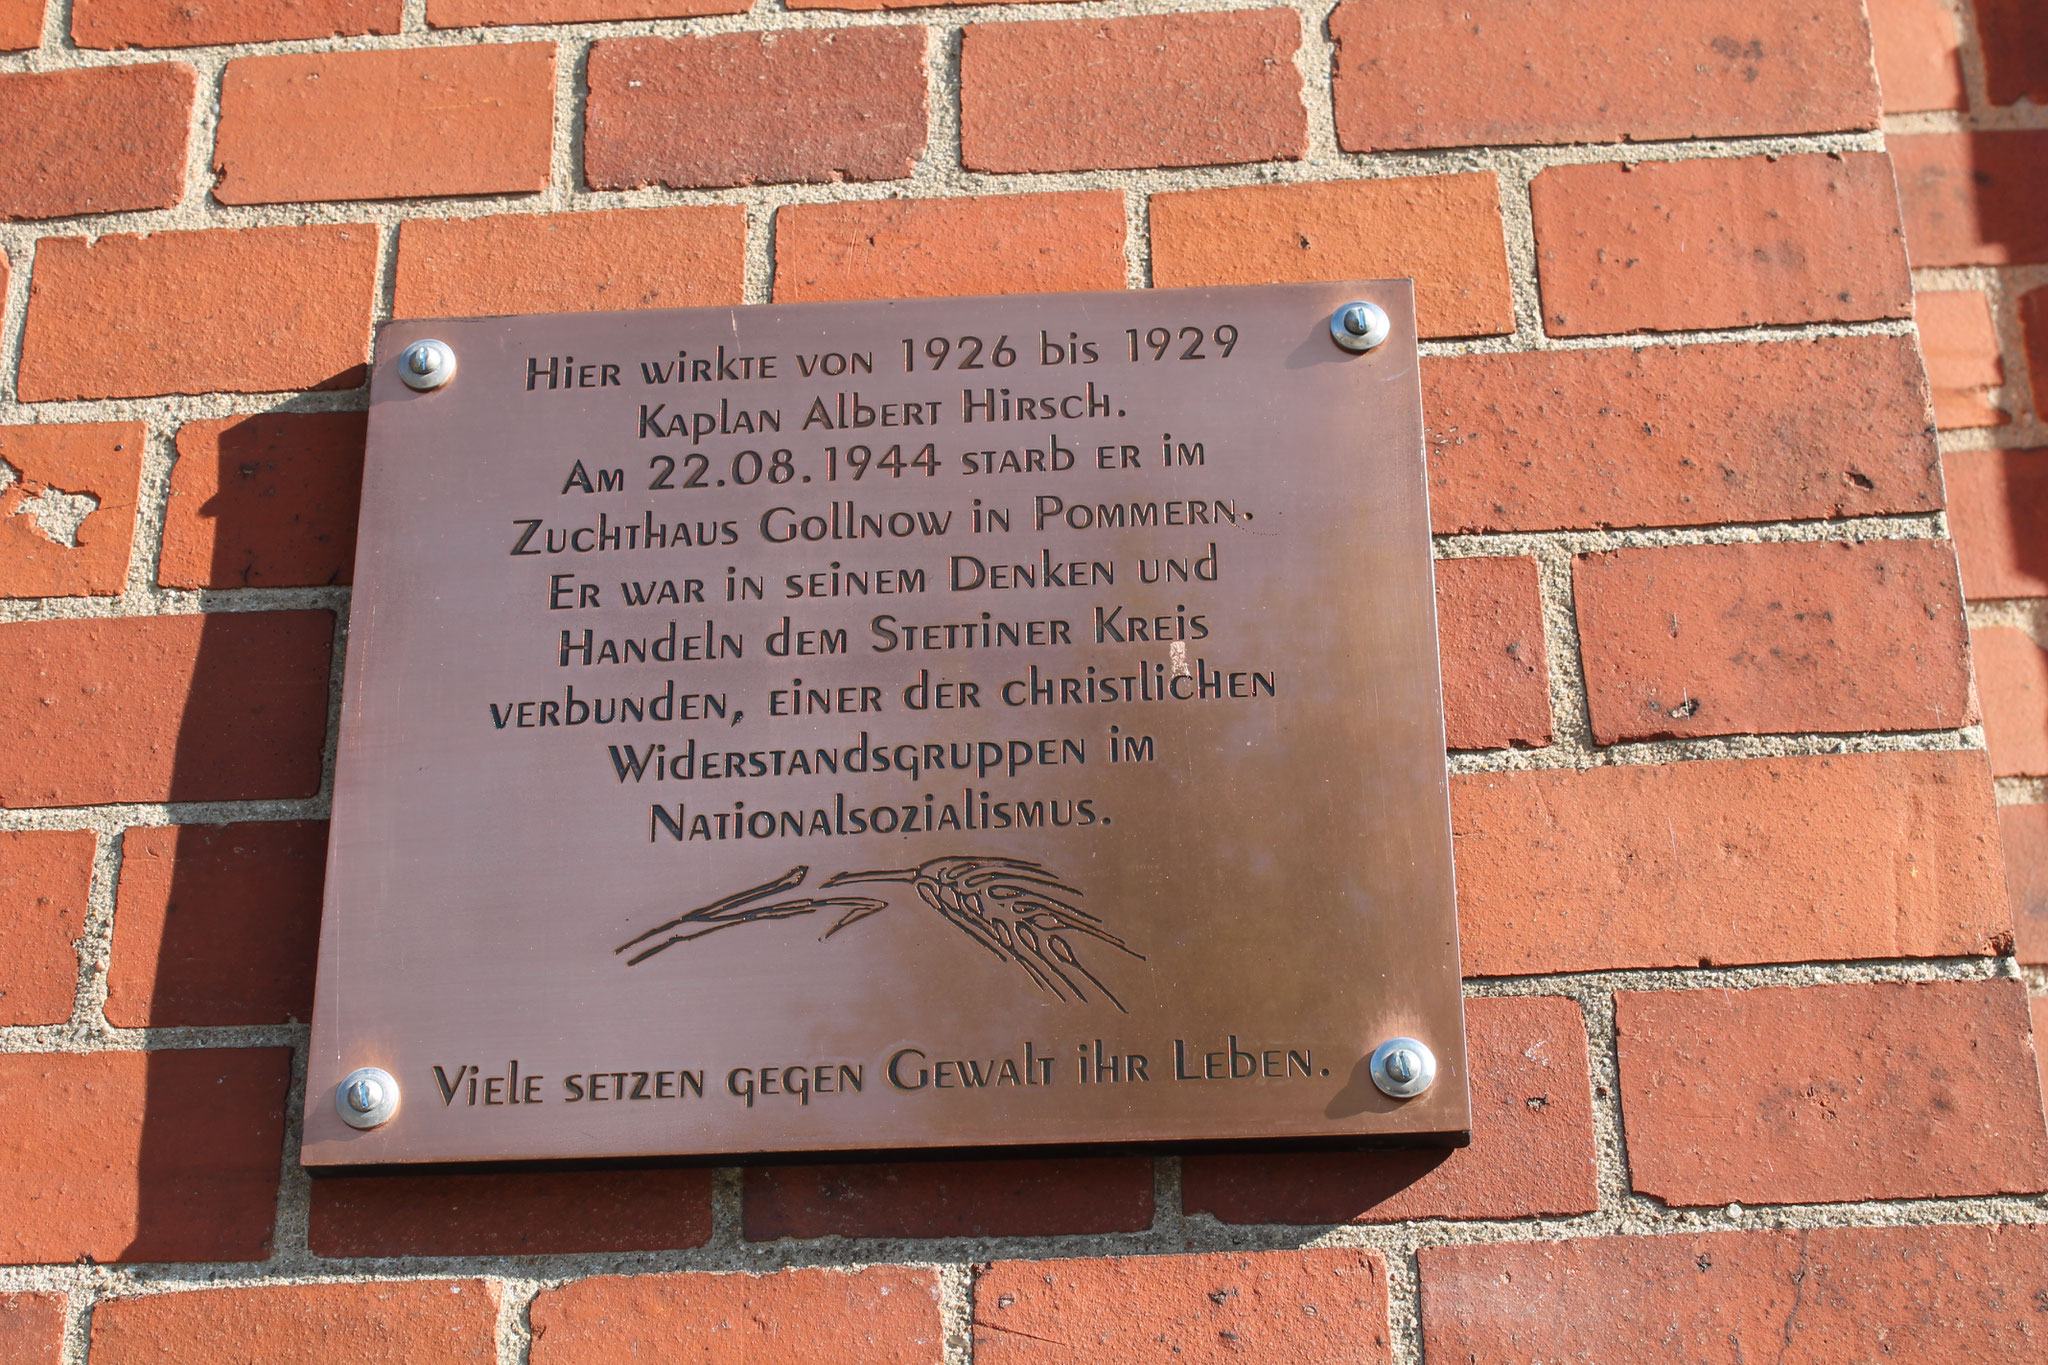 Hier wirkte von 1926 bis 1929
Kaplan Albert Hirsch.
Am 22.08.1944 starb er im
Zuchthaus Gollnow in Pommern.
Er war in seinem Denken und
Handeln dem Stettiner Kreis
verbunden, einer der christlichen
Widerstandsgruppen im
Nationalsozialismus.
Viele setzen gegen Gewalt ihr Leben.